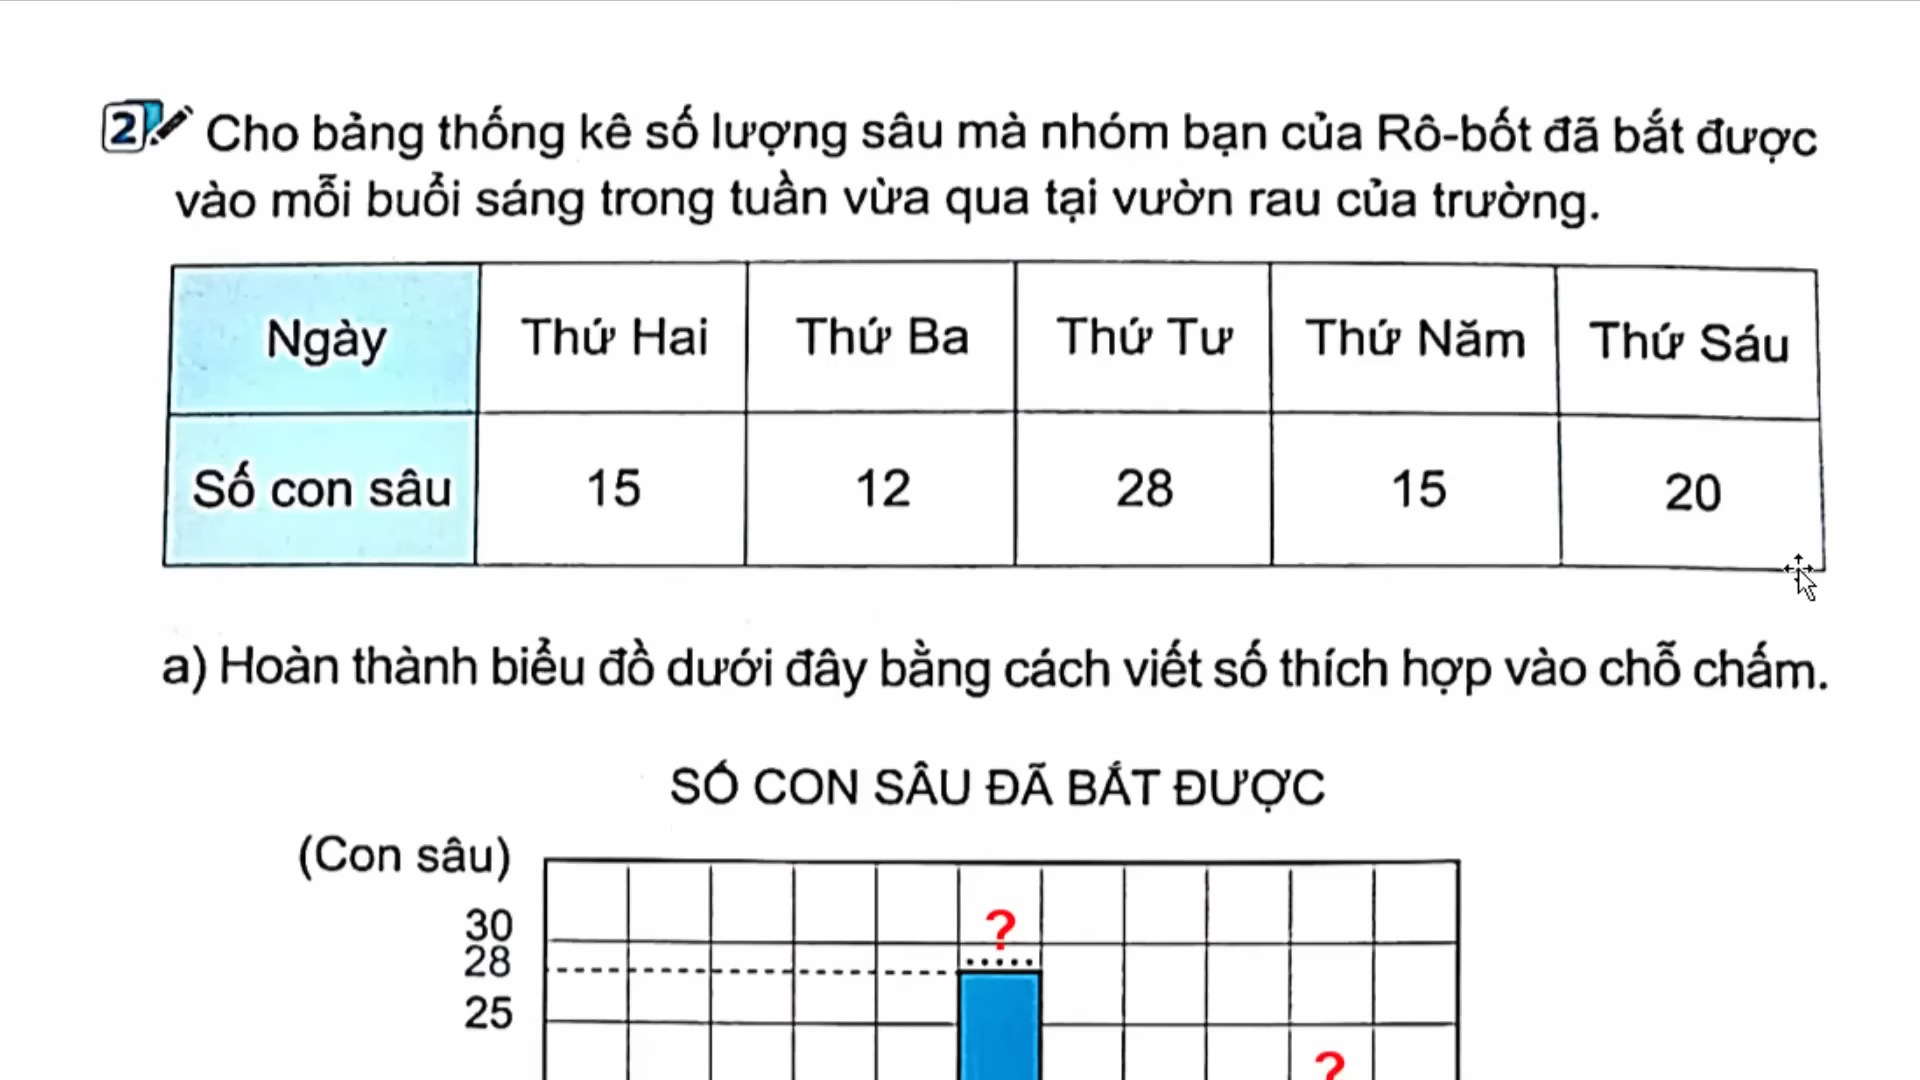 2 Cho bảng thống kê số lượng sâu mà nhóm bạn của Rô-bốt đã bắt được
vào mỗi buổi sáng trong tuần vừa qua tại vườn rau của trường.
Ngày Thứ Hai Thứ Ba Thứ Tư Thứ Năm Thứ Sáu
Số con sâu 15 12 28 15 20
a) Hoàn thành biểu đồ dưới đây bằng cách viết số thích hợp vào chỗ chấm.
SỐ CON SÂU ĐÃ BẮT ĐƯỢC
(Con sâu)
30
?
28 .....
25
?